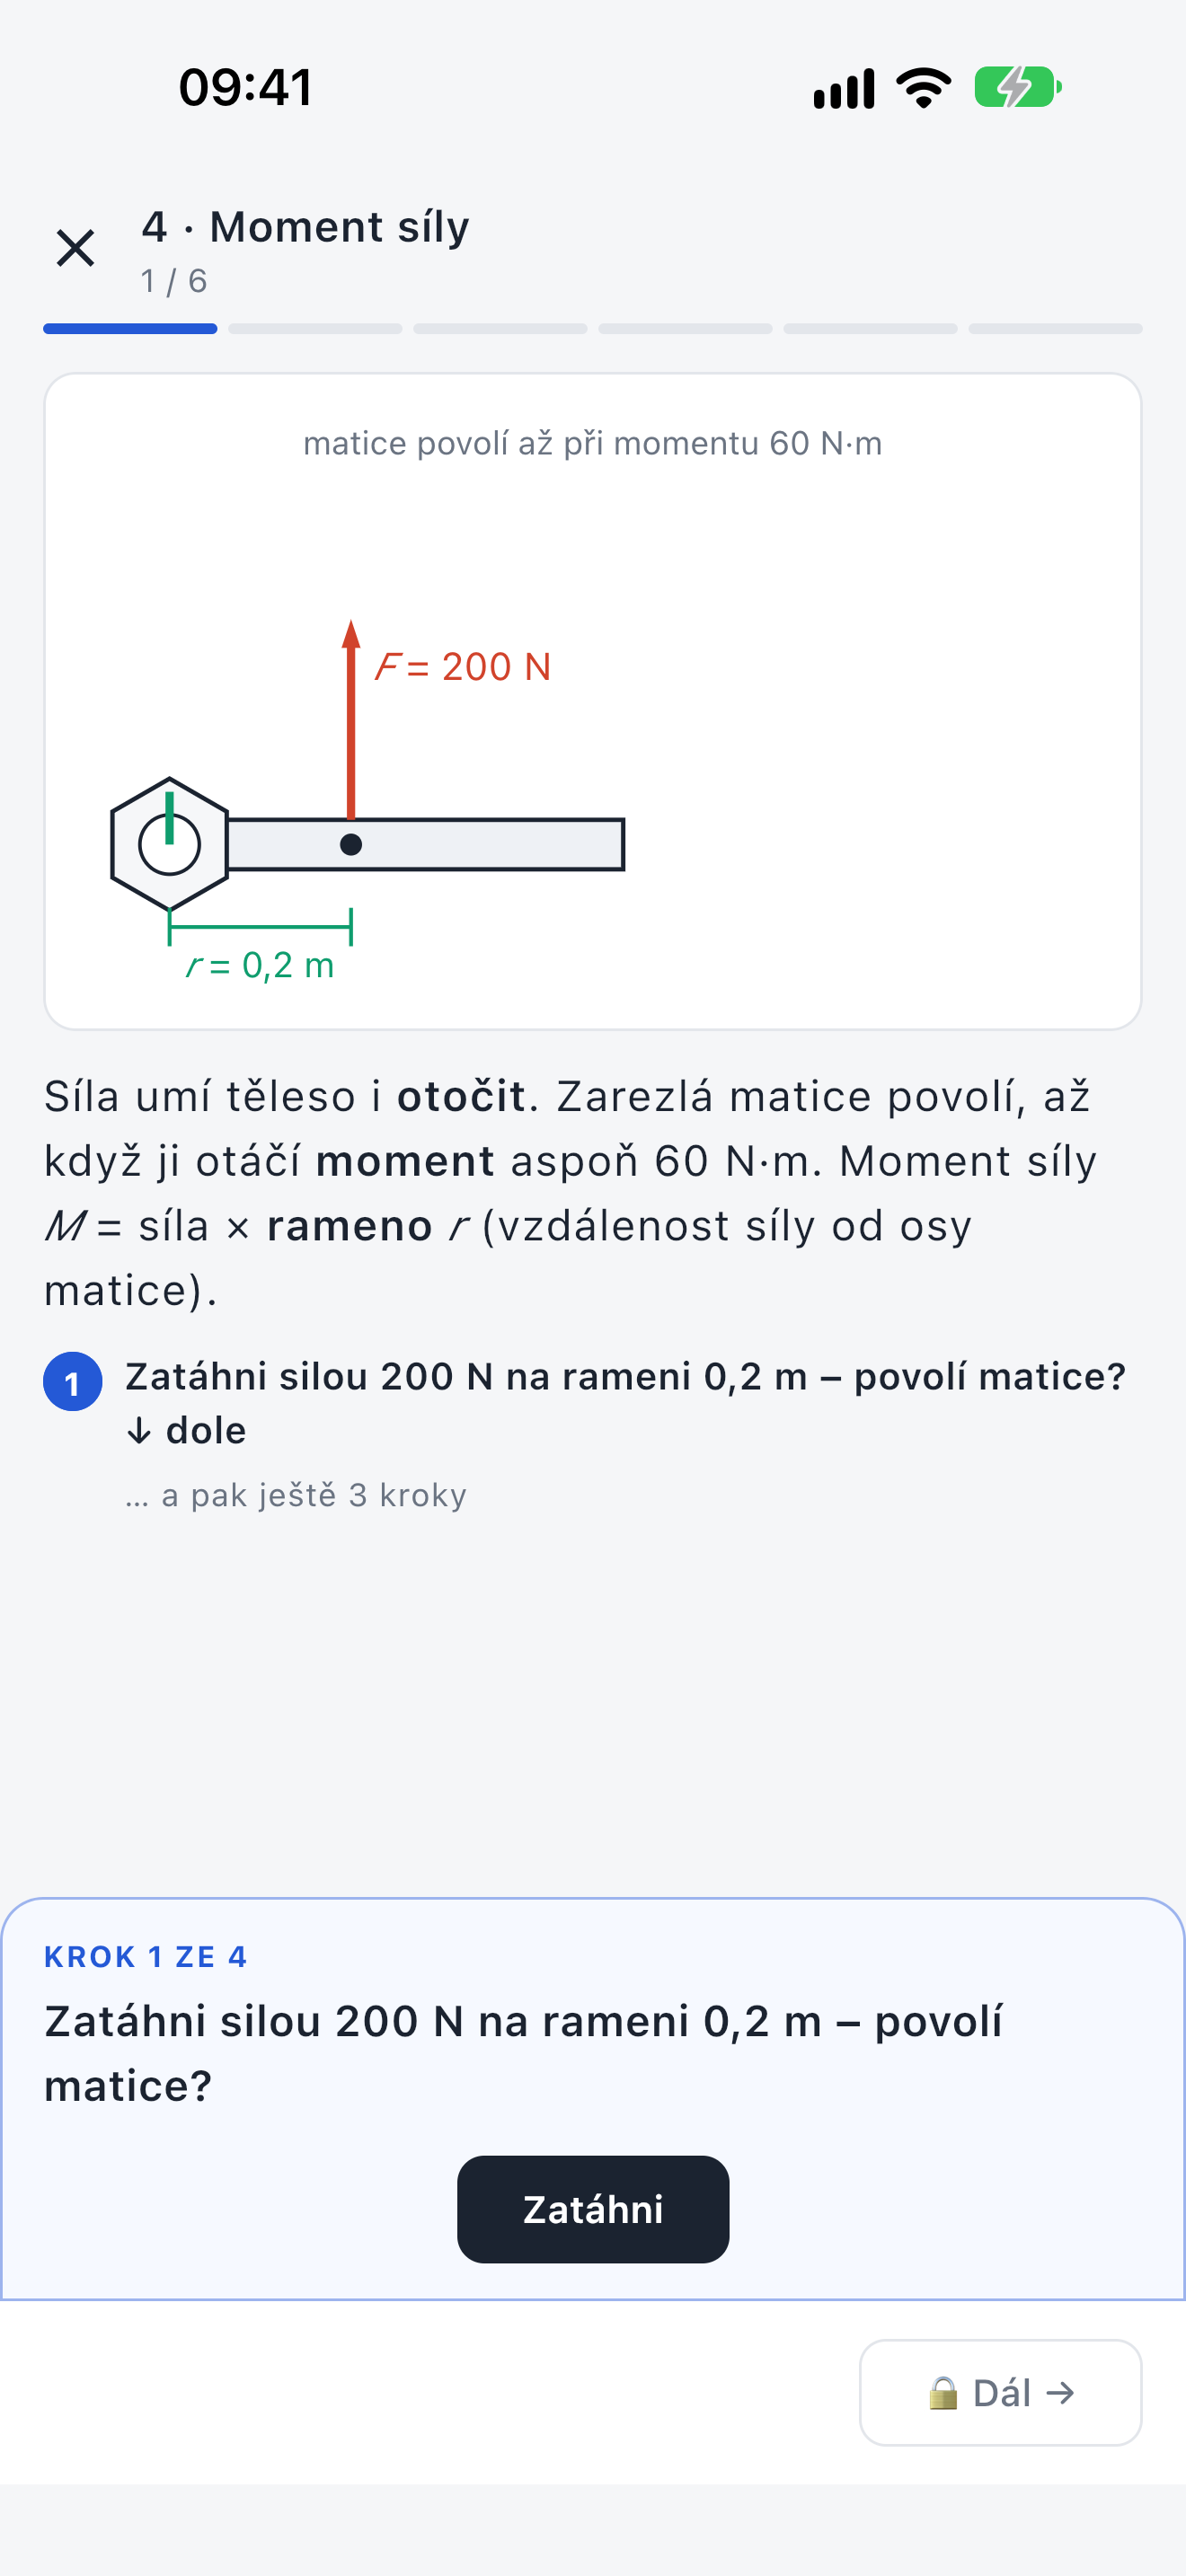 09:41
4 · Moment síly
1 / 6
matice povolí až při momentu 60 N·m
F = 200 N
r = 0,2 m
Síla umí těleso i otočit. Zarezlá matice povolí, až
když ji otáčí moment aspoň 60 N·m. Moment síly
M = síla × rameno r (vzdálenost síly od osy
matice).
1 Zatáhni silou 200 N na rameni 0,2 m – povolí matice?
↓ dole
... a pak ještě 3 kroky
KROK 1 ZE 4
Zatáhni silou 200 N na rameni 0,2 m – povolí
matice?
Zatáhni
🔒 Dál →